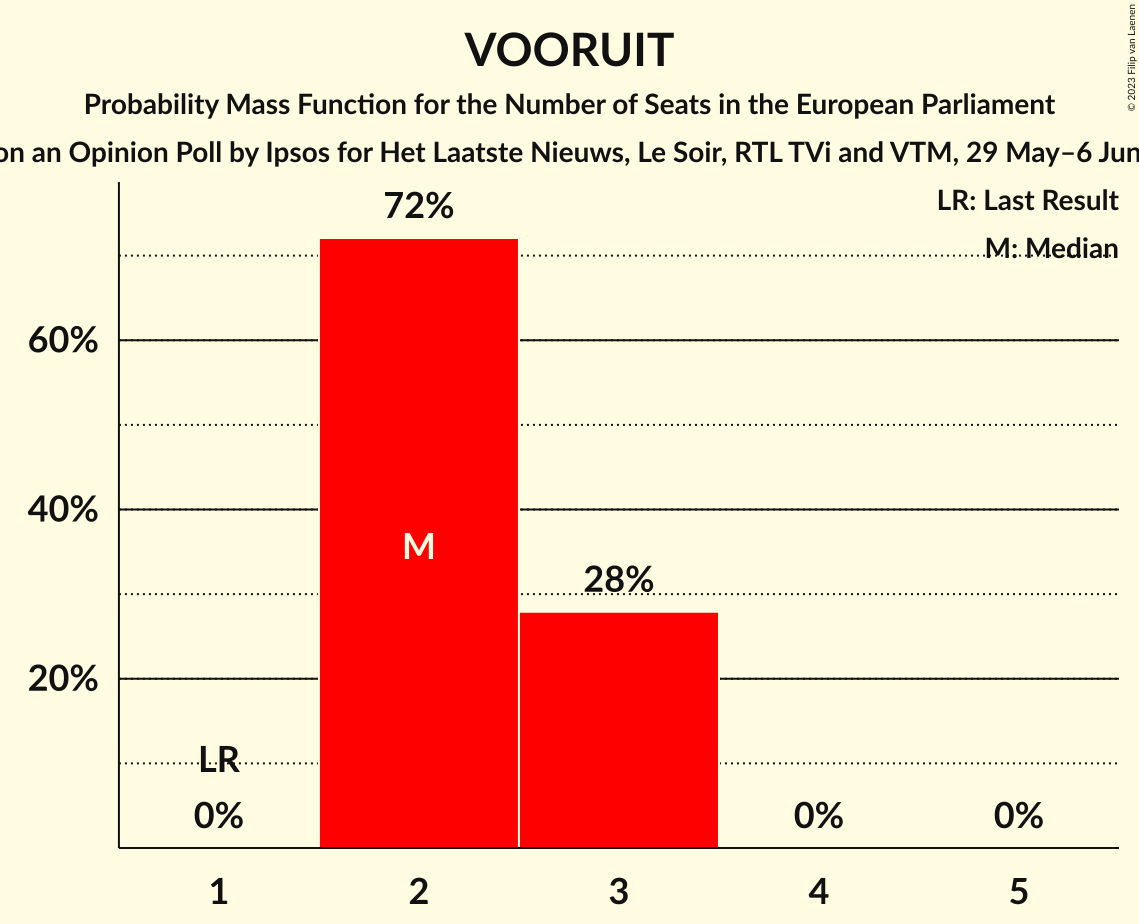 VOORUIT
Probability Mass Function for the Number of Seats in the European Parliament
on an Opinion Poll by Ipsos for Het Laatste Nieuws, Le Soir, RTL TVi and VTM, 29 May–6 Jun
© 2023 Filip van Laenen
LR: Last Result
M: Median
72%
60%
40%
M
28%
20%
LR
0%
0%
0%
1
2
3
4
5